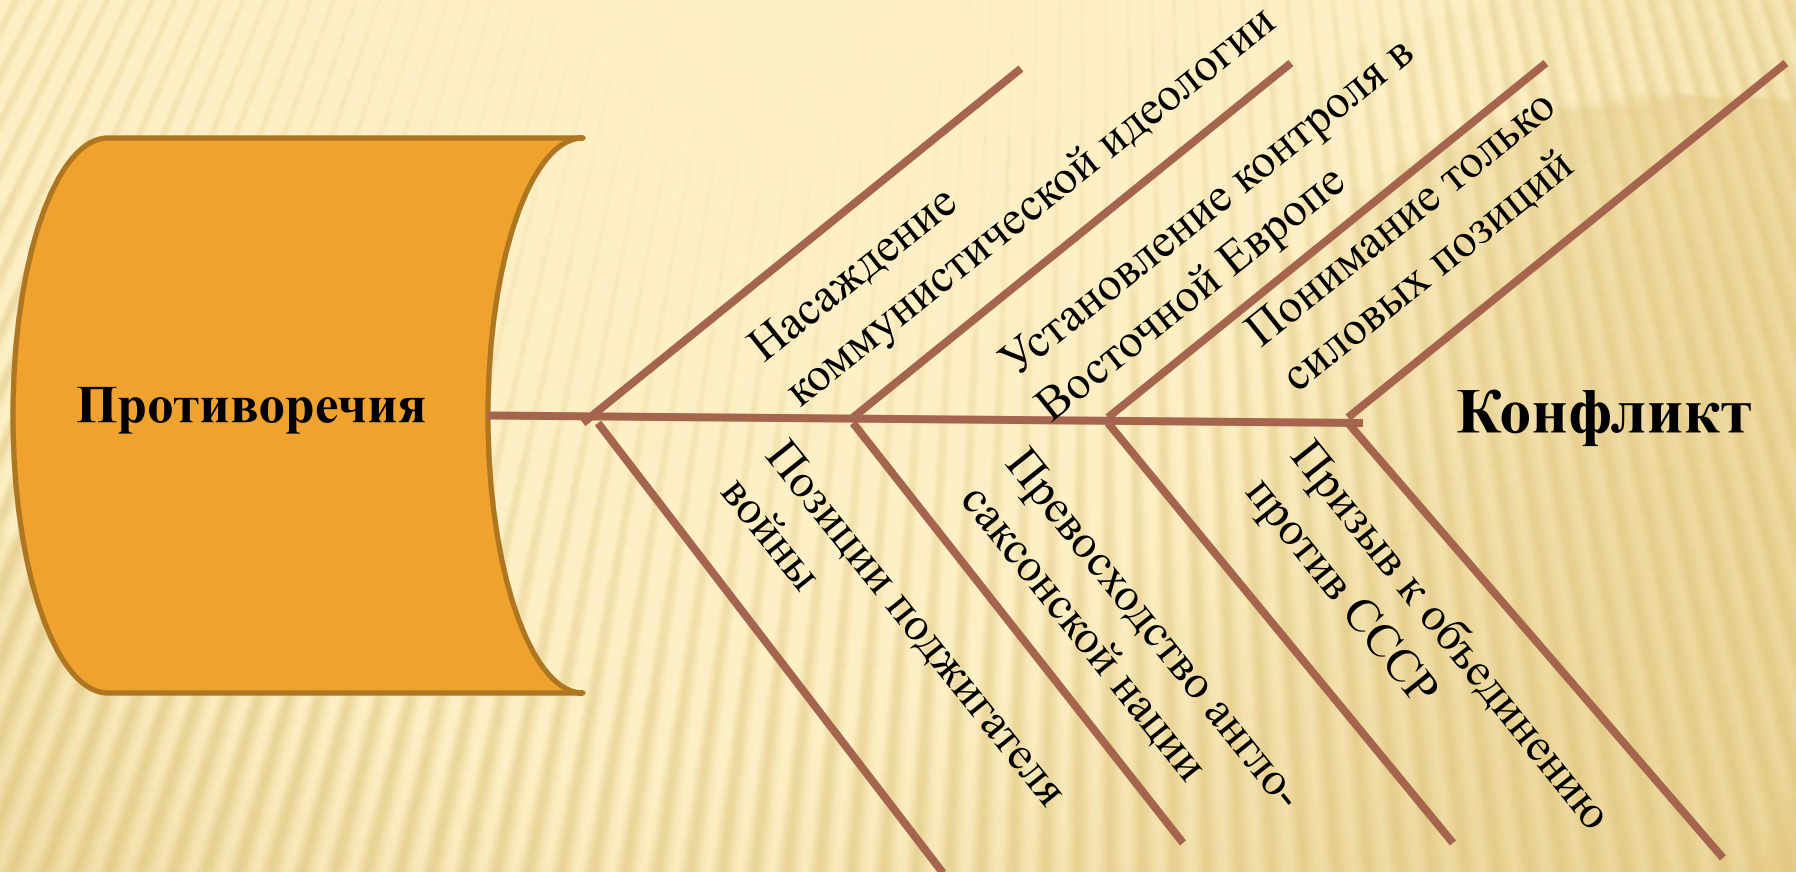 Противоречия
Насаждение
коммунистической идеологии
Установление контроля в
Восточной Европе
Понимание только
силовых позиций
Позиции поджигателя
войны
Превосходство англо-
саксонской нации
Призыв к объединению
против СССР
Конфликт